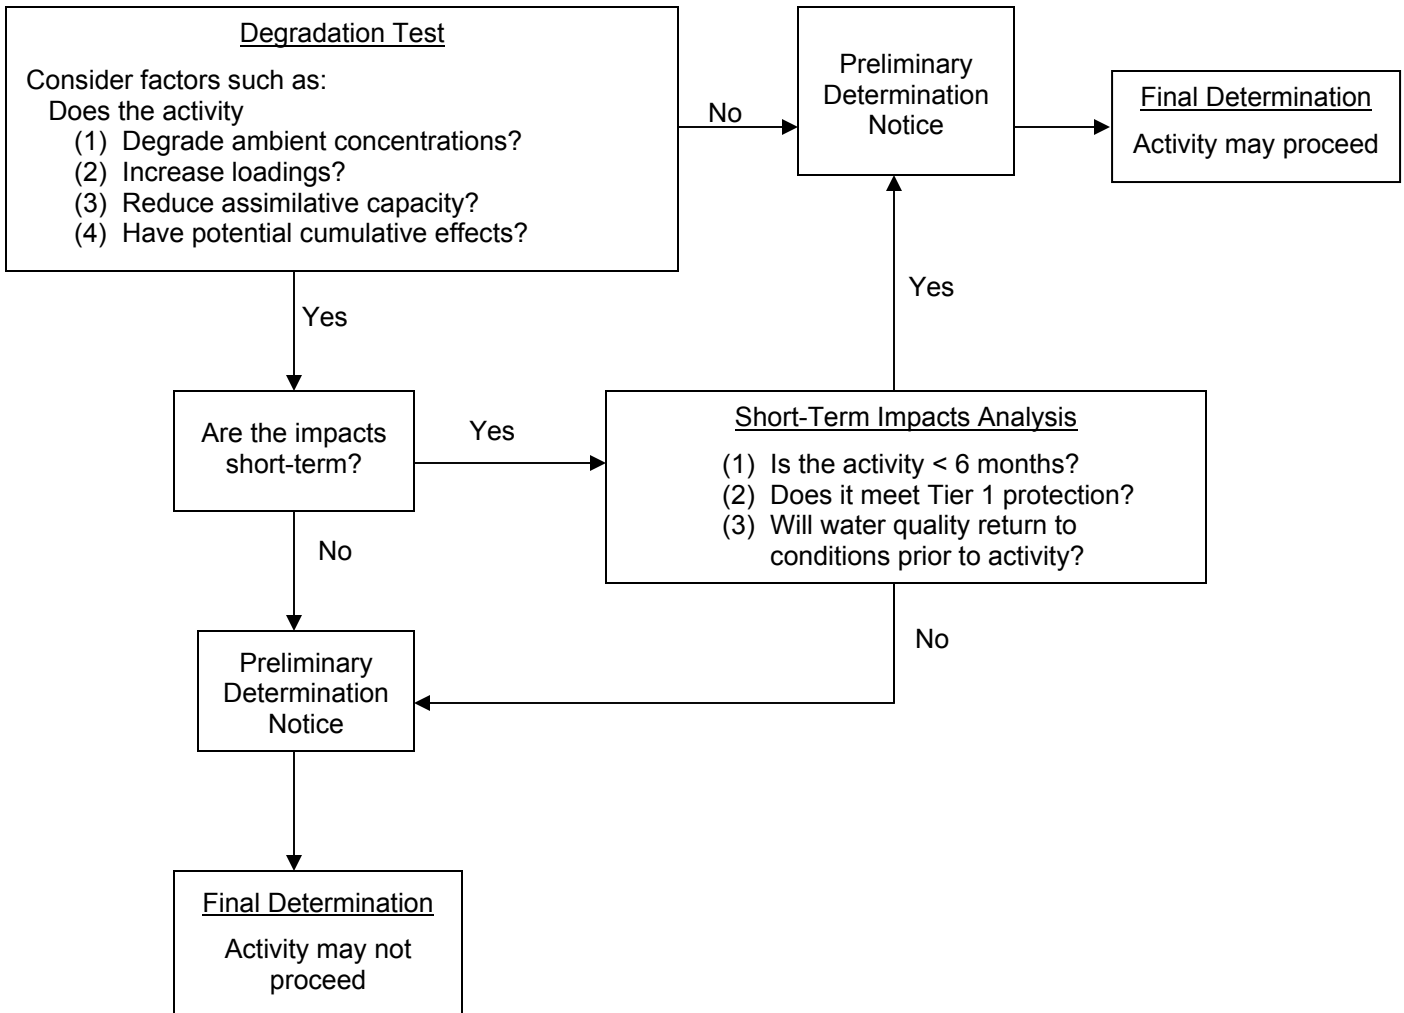 Degradation Test
Consider factors such as:
Does the activity
(1) Degrade ambient concentrations?
(2) Increase loadings?
(3) Reduce assimilative capacity?
(4) Have potential cumulative effects?
No
Preliminary
Determination
Notice
Final Determination
Activity may proceed
Yes
Yes
Are the impacts
short-term?
Yes
Short-Term Impacts Analysis
(1) Is the activity < 6 months?
(2) Does it meet Tier 1 protection?
(3) Will water quality return to
conditions prior to activity?
No
No
Preliminary
Determination
Notice
Final Determination
Activity may not
proceed